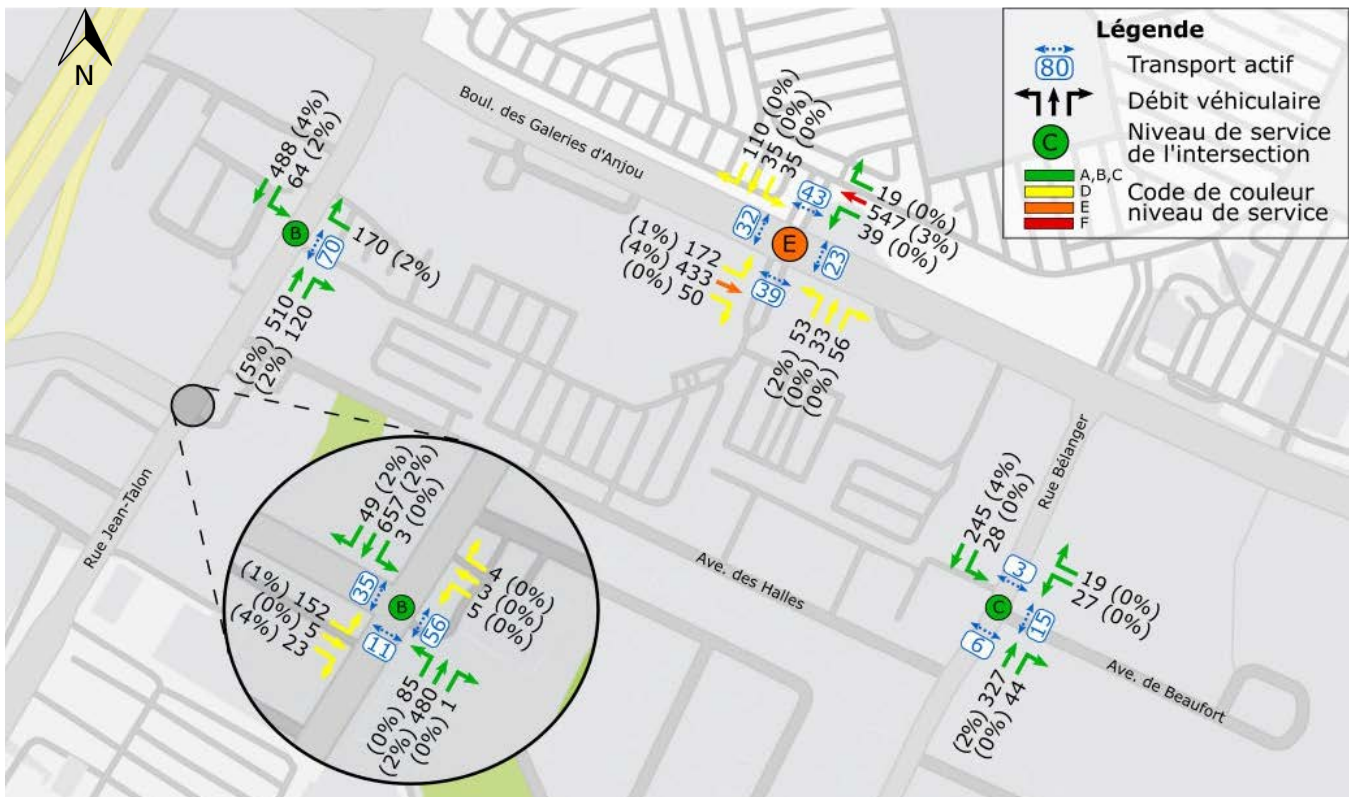 N
Légende
80
Transport actif
Débit véhiculaire
C
Niveau de service
de l'intersection
A,B,C
D
E
F
Code de couleur
niveau de service
Boul. des Galeries d'Anjou
488 (4%)
64 (2%)
B
70
170 (2%)
(5%) 510
(2%) 120
110 (0%)
35 (0%)
35 (0%)
43
19 (0%)
547 (3%)
39 (0%)
32
E
23
39
(1%) 172
(4%) 433
(0%) 50
(2%) 53
(0%) 33
(0%) 56
Rue Jean-Talon
49 (2%)
657 (2%)
3 (0%)
(1%) 152
(0%) 5
(4%) 23
35
B
56
11
4 (0%)
3 (0%)
5 (0%)
(0%) 85
(2%) 480
(0%) 1
Ave. des Halles
Rue Bélanger
245 (4%)
28 (0%)
3
19 (0%)
27 (0%)
C
15
6
(2%) 327
(0%) 44
Ave. de Beaufort